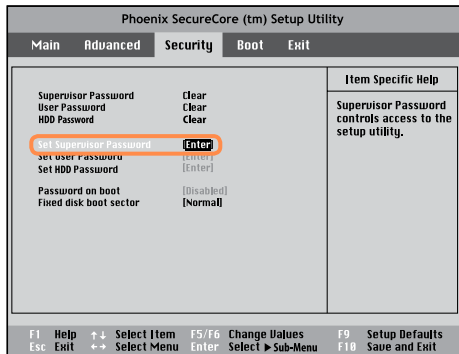 Phoenix SecureCore (tm) Setup Utility
Main Advanced Security Boot Exit
Item Specific Help
Supervisor Password Clear
User Password Clear
HDD Password Clear
Set Supervisor Password [Enter]
Set User Password [Enter]
Set HDD Password [Enter]
Password on boot [Disabled]
Fixed disk boot sector [Normal]
Supervisor Password
controls access to the
setup utility.
F1 Help ↑↓ Select Item F5/F6 Change Values F9 Setup Defaults
Esc Exit ←→ Select Menu Enter Select ▶Sub-Menu F10 Save and Exit